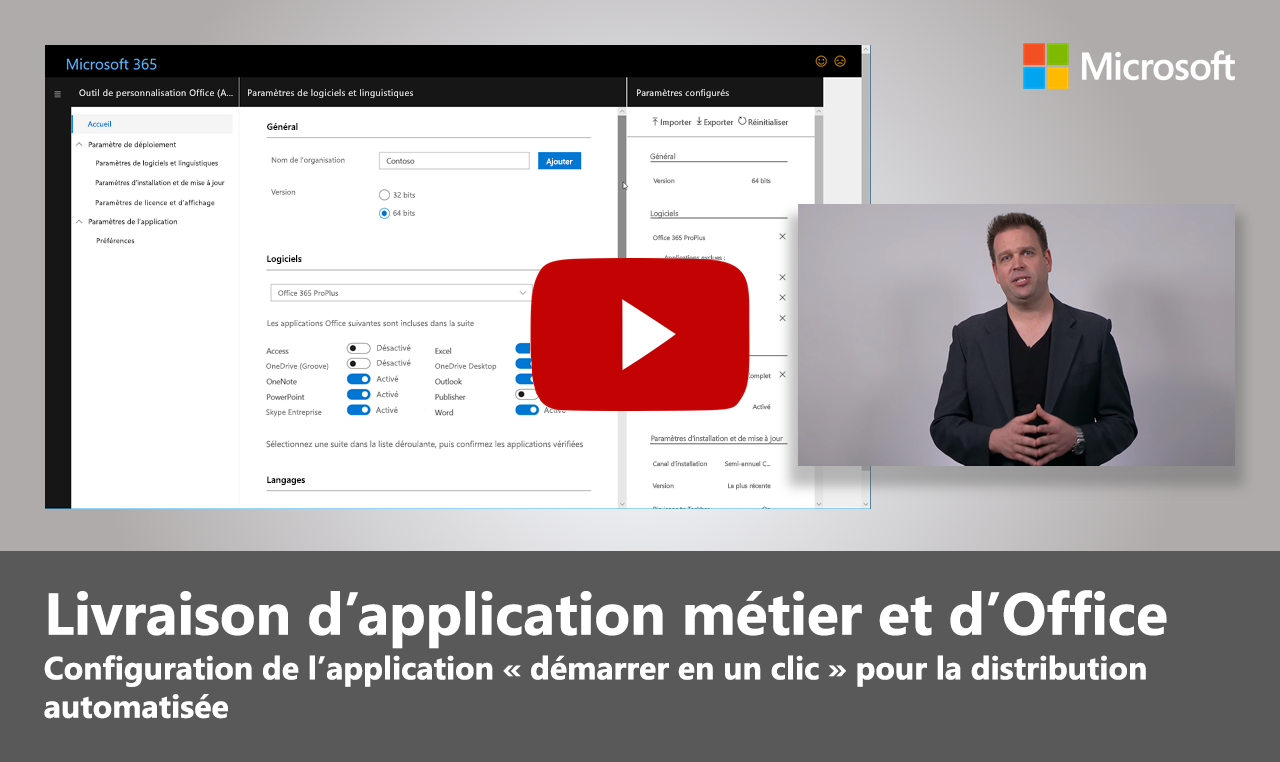 Microsoft 365
Microsoft
Outil de personnalisation Office (A...
Paramètres de logiciels et linguistiques
Paramètres configurés
Accueil
Paramètre de déploiement
Paramètres de logiciels et linguistiques
Paramètres d'installation et de mise à jour
Paramètres de licence et d'affichage
Paramètres de l'application
Préférences
Général
Nom de l'organisation
Contoso
Ajouter
Version
32 bits
64 bits
Logiciels
Office 365 ProPlus
Les applications Office suivantes sont incluses dans la suite
Access Désactivé Excel
OneDrive (Groove) Désactivé OneDrive Desktop
OneNote Activé Outlook
PowerPoint Activé Publisher
Skype Entreprise Activé Word Activé
Sélectionnez une suite dans la liste déroulante, puis confirmez les applications vérifiées
Langages
Importer Exporter Réinitialiser
Général
Version 64 bits
Logiciels
Office 365 ProPlus
Applications exclues :
Activé
Paramètres d'installation et de mise à jour
Canal d'installation Semi-annuel C...
Version La plus récente
Livraison d’application métier et d’Office
Configuration de l’application « démarrer en un clic » pour la distribution
automatisée